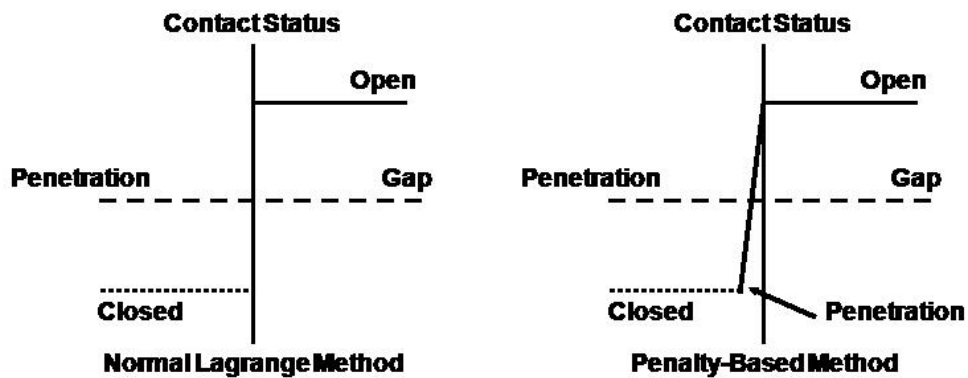 Contact Status
Open
Penetration
Gap
Closed
Normal Lagrange Method
Contact Status
Open
Penetration
Gap
Closed
Penetration
Penalty-Based Method